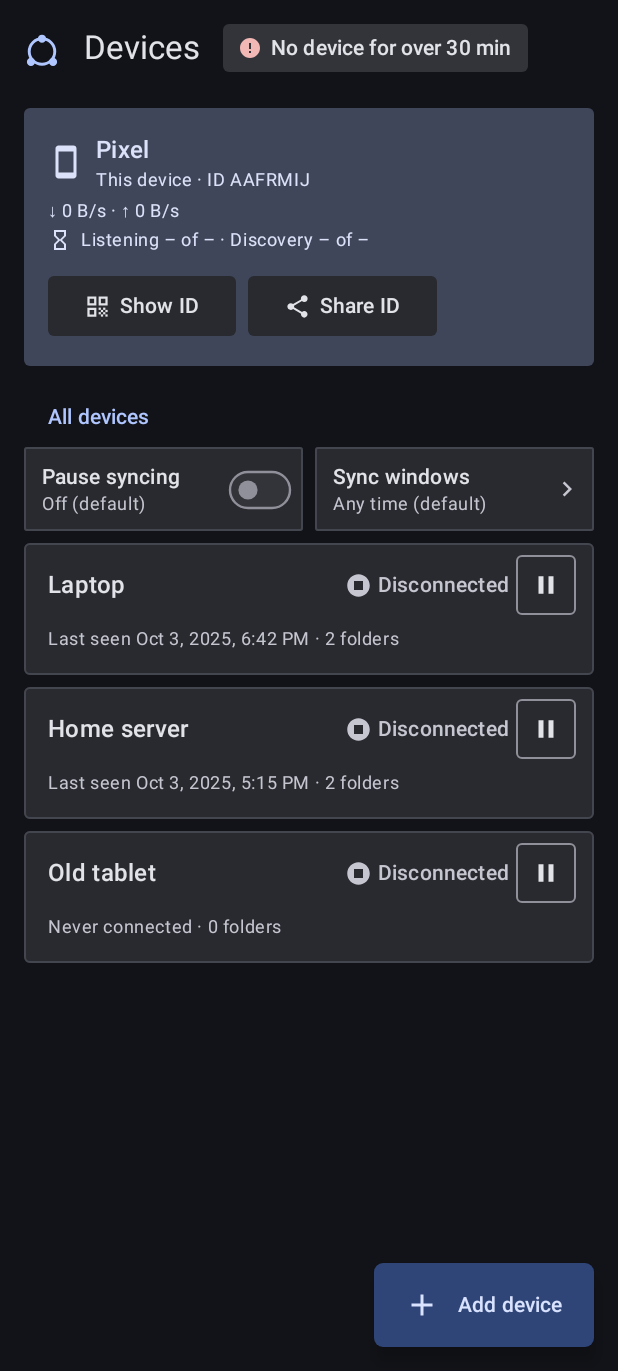 Devices
No device for over 30 min
Pixel
This device · ID AAFRMIJ
↓ 0 B/s · ↑ 0 B/s
Listening – of – · Discovery – of –
Show ID
Share ID
All devices
Pause syncing
Off (default)
Sync windows
Any time (default)
Laptop
Disconnected
Last seen Oct 3, 2025, 6:42 PM · 2 folders
Home server
Disconnected
Last seen Oct 3, 2025, 5:15 PM · 2 folders
Old tablet
Disconnected
Never connected · 0 folders
Add device